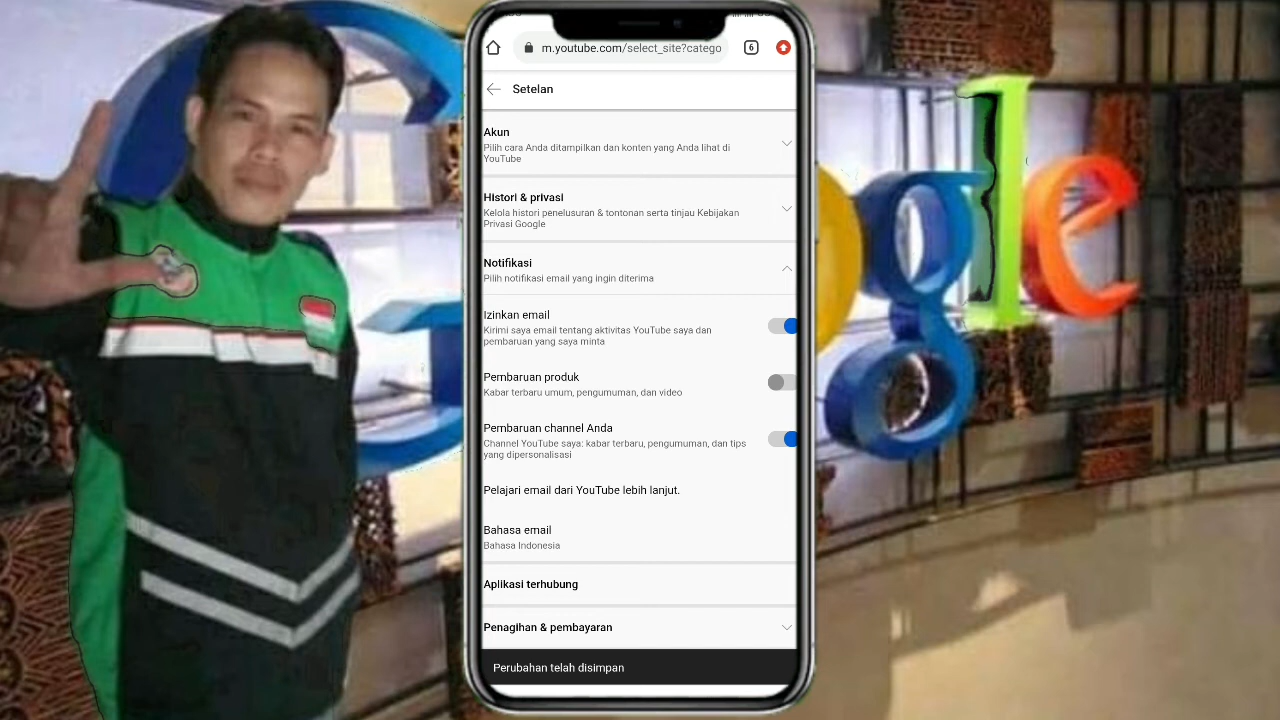 m.youtube.com/select_site?catego
6
Setelan
Akun
Pilih cara Anda ditampilkan dan konten yang Anda lihat di
YouTube
Histori & privasi
Kelola histori penelusuran & tontonan serta tinjau Kebijakan
Privasi Google
Notifikasi
Pilih notifikasi email yang ingin diterima
Izinkan email
Kirimi saya email tentang aktivitas YouTube saya dan
pembaruan yang saya minta
Pembaruan produk
Kabar terbaru umum, pengumuman, dan video
Pembaruan channel Anda
Channel YouTube saya: kabar terbaru, pengumuman, dan tips
yang dipersonalisasi
Pelajari email dari YouTube lebih lanjut.
Bahasa email
Bahasa Indonesia
Aplikasi terhubung
Penagihan & pembayaran
Perubahan telah disimpan
G
gle